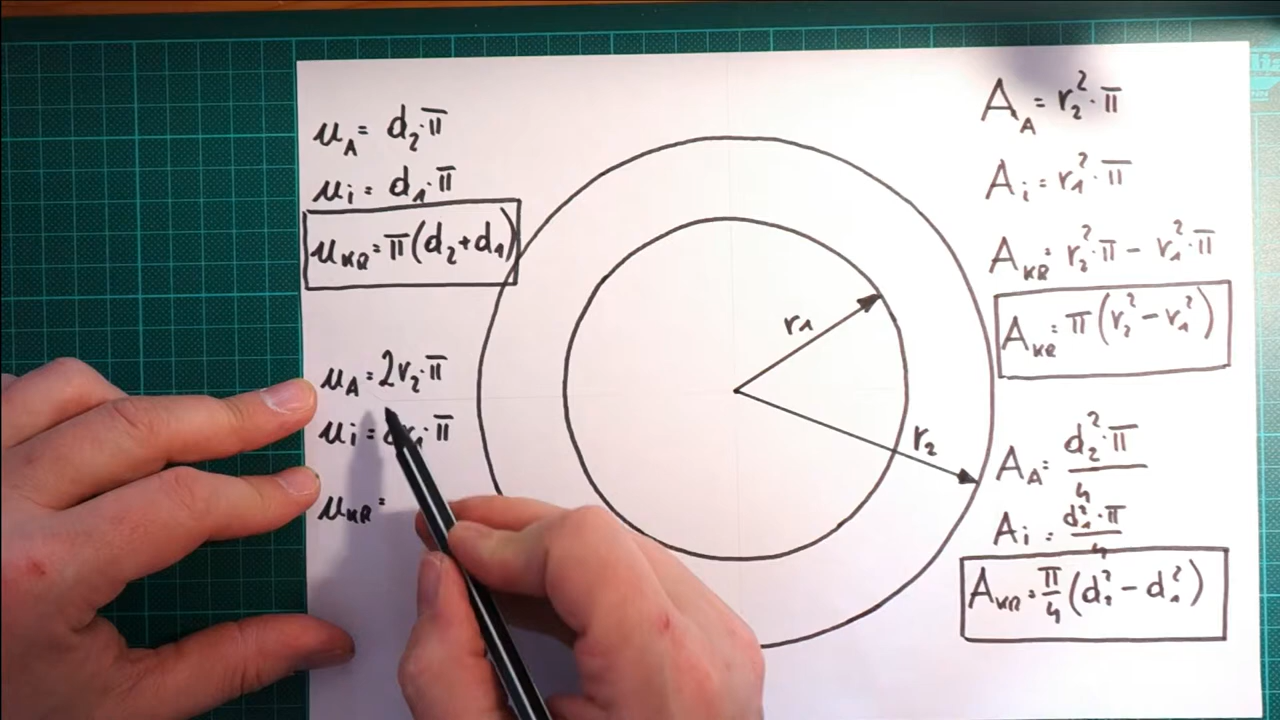 u_A = d_2 · π
u_i = d_1 · π
u_KR = π(d_2 + d_1)
u_A = 2r_2 · π
u_i = 2r_1 · π
u_KR =
r_1
r_2
A_A = r_2² · π
A_i = r_1² · π
A_KR = r_2² · π − r_1² · π
A_KR = π(r_2² − r_1²)
A_A = d_2² · π / 4
A_i = d_1² · π / 4
A_KR = π/4 (d_2² − d_1²)